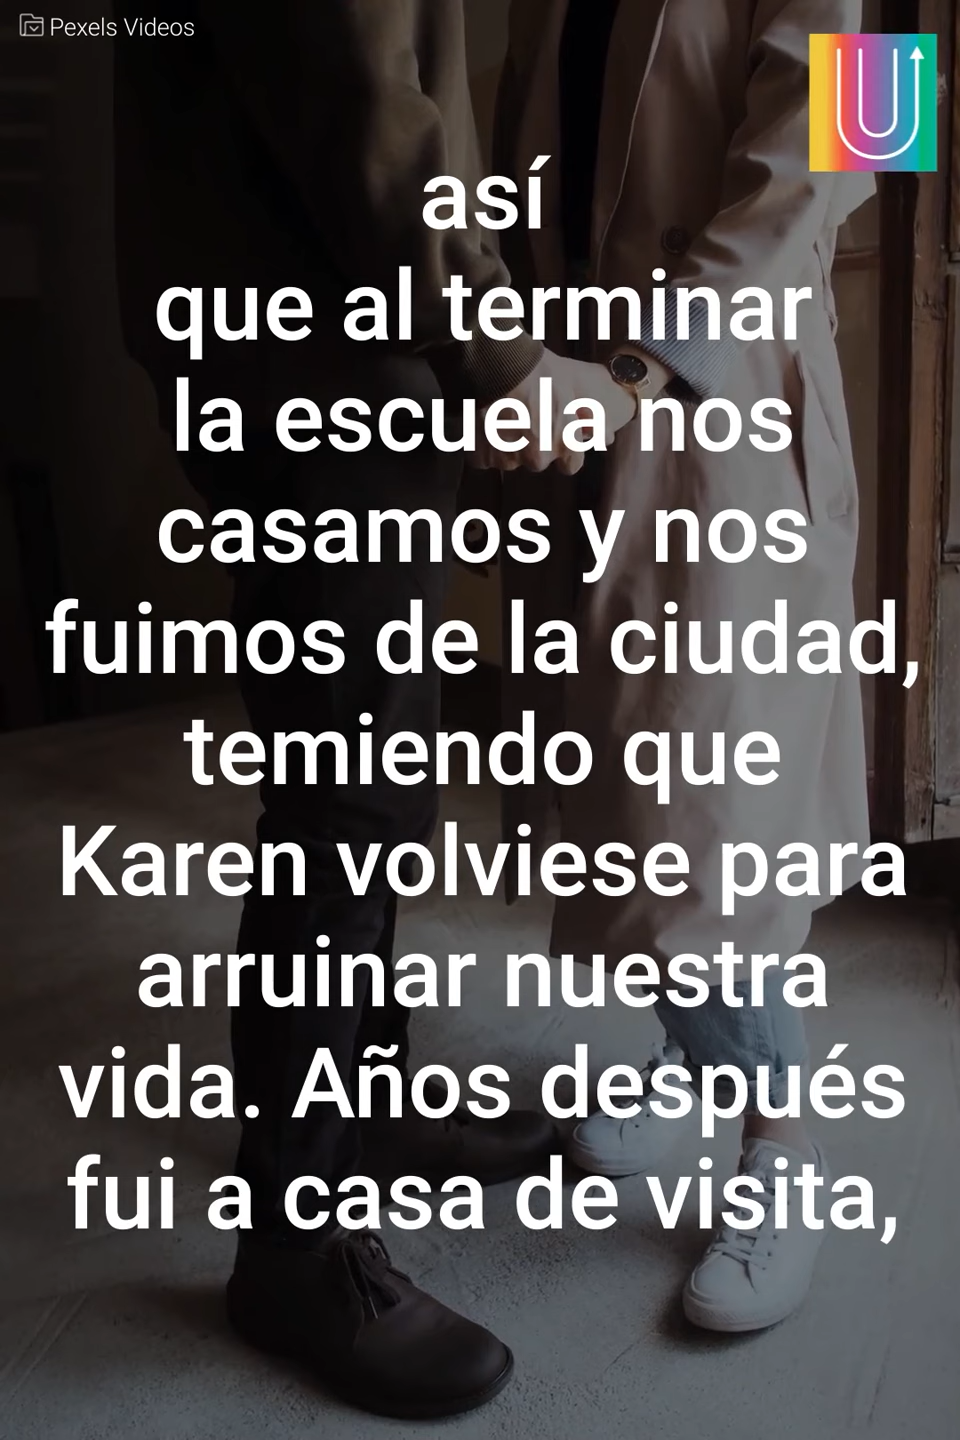 Pexels Videos
así
que al terminar
la escuela nos
casamos y nos
fuimos de la ciudad,
temiendo que
Karen volviese para
arruinar nuestra
vida. Años después
fui a casa de visita,